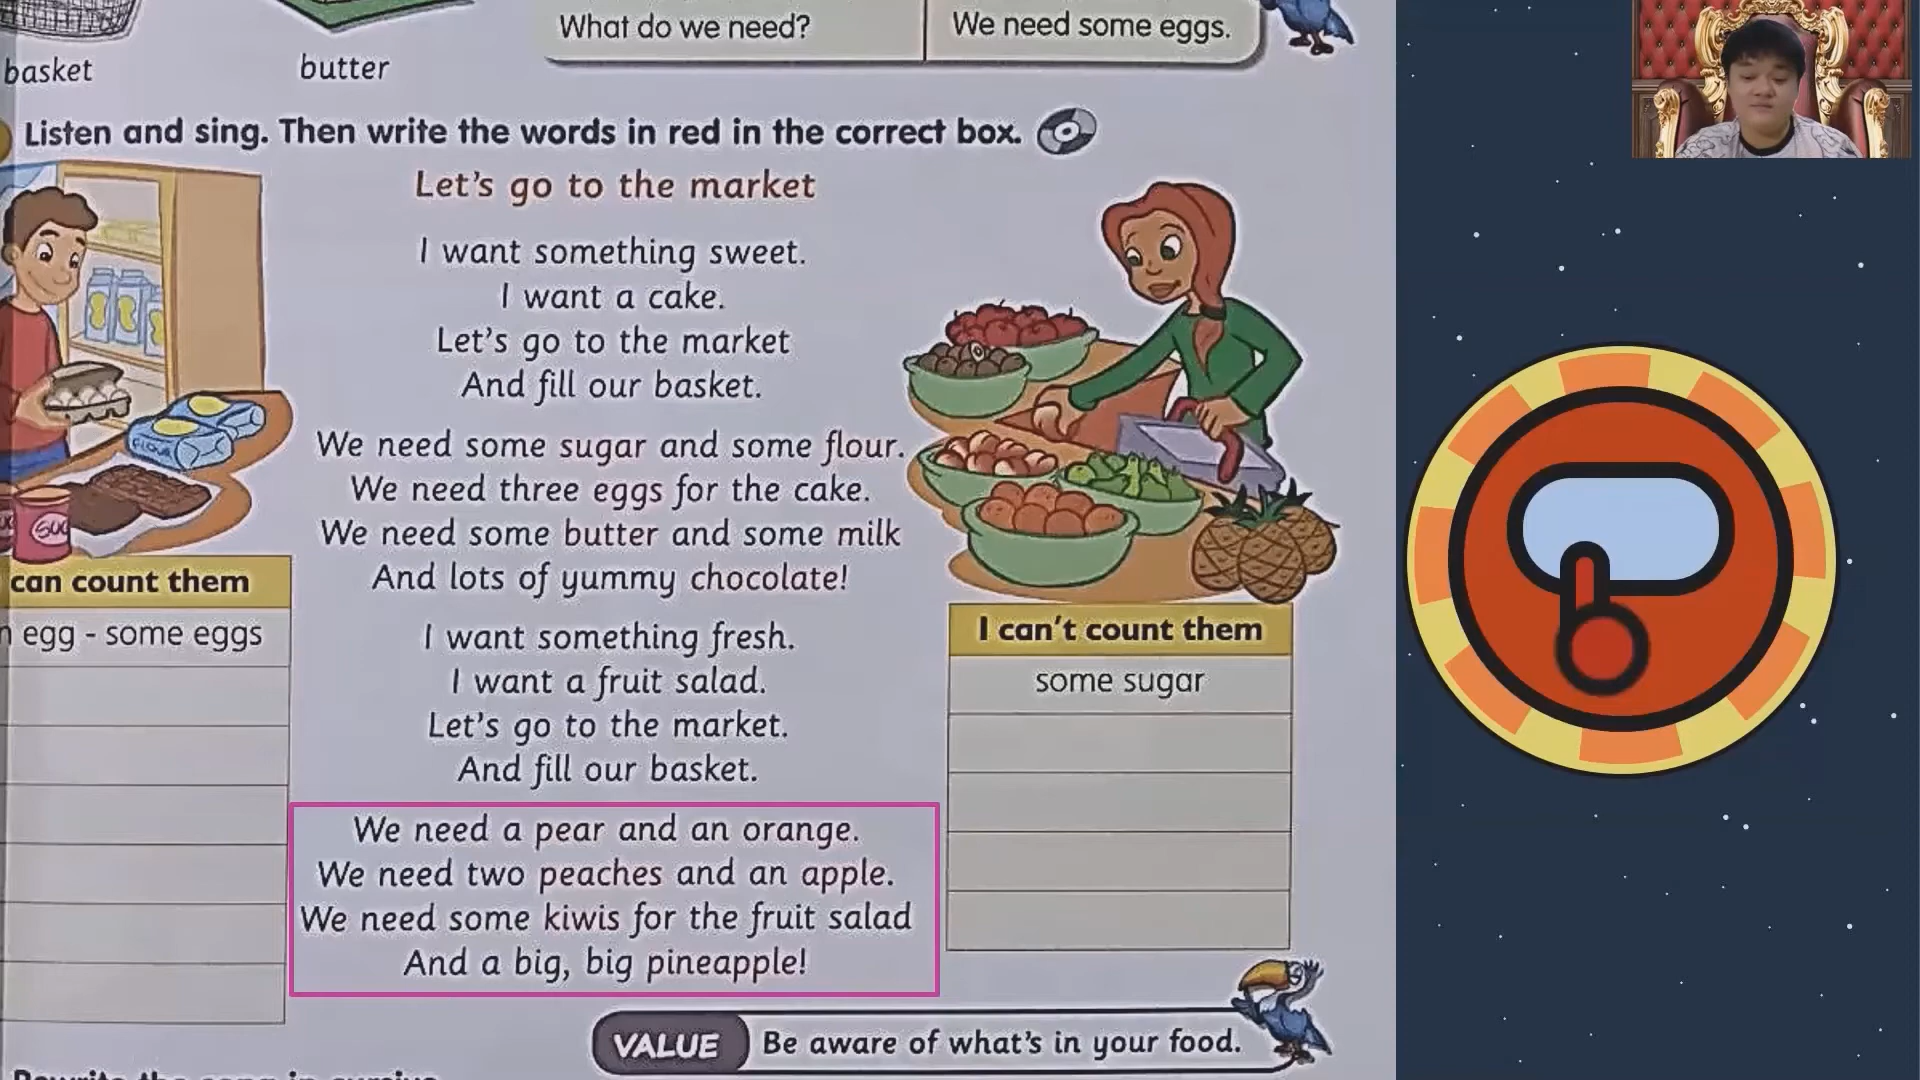 What do we need?
We need some eggs.
basket
butter
Listen and sing. Then write the words in red in the correct box.
Let's go to the market
I want something sweet.
I want a cake.
Let's go to the market
And fill our basket.
We need some sugar and some flour.
We need three eggs for the cake.
We need some butter and some milk
And lots of yummy chocolate!
I want something fresh.
I want a fruit salad.
Let's go to the market.
And fill our basket.
We need a pear and an orange.
We need two peaches and an apple.
We need some kiwis for the fruit salad
And a big, big pineapple!
FLOUR
can count them
egg - some eggs
I can't count them
some sugar
VALUE
Be aware of what's in your food.